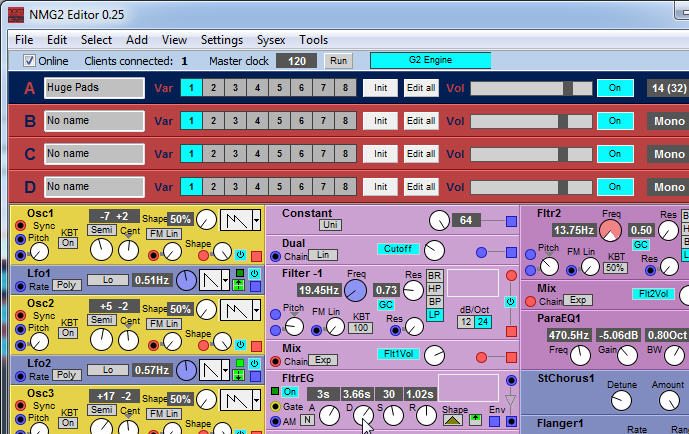 NMG2 Editor 0.25
File Edit Select Add View Settings Sysex Tools
Online Clients connected: 1 Master clock 120 Run G2 Engine
A Huge Pads Var 1 2 3 4 5 6 7 8 Init Edit all Vol On 14 (32)
B No name Var 1 2 3 4 5 6 7 8 Init Edit all Vol On Mono
C No name Var 1 2 3 4 5 6 7 8 Init Edit all Vol On Mono
D No name Var 1 2 3 4 5 6 7 8 Init Edit all Vol On Mono
Osc1 -7 +2 Shape 50%
Sync Semi Cent FM Lin
Pitch KBT On Shape
Lfo1
Rate Poly Lo 0.51Hz
Osc2 +5 -2 Shape 50%
Sync Semi Cent FM Lin
Pitch KBT On Shape
Lfo2
Rate Poly Lo 0.57Hz
Osc3 +17 -2 Shape 50%
Sync Semi Cent FM Lin
Pitch KBT On Shape
Constant
Uni 64
Dual
Chain Lin Cutoff
Filter -1 Freq Res BR
19.45Hz 0.73 HP
GC BP
Pitch FM Lin KBT Res LP dB/Oct
100 12 24
Mix
Chain Exp Flt1Vol
FltrEG
On 3s 3.66s 30 1.02s
Gate A D S R Shape Env
AM N
Fltr2 Freq Res
13.75Hz 0.50
GC
Pitch FM Lin KBT Res
50%
Mix
Chain Exp Flt2Vol
ParaEQ1
470.5Hz -5.06dB 0.80Oct
Freq Gain BW
StChorus1
Detune Amount
Flanger1
Rate Ran